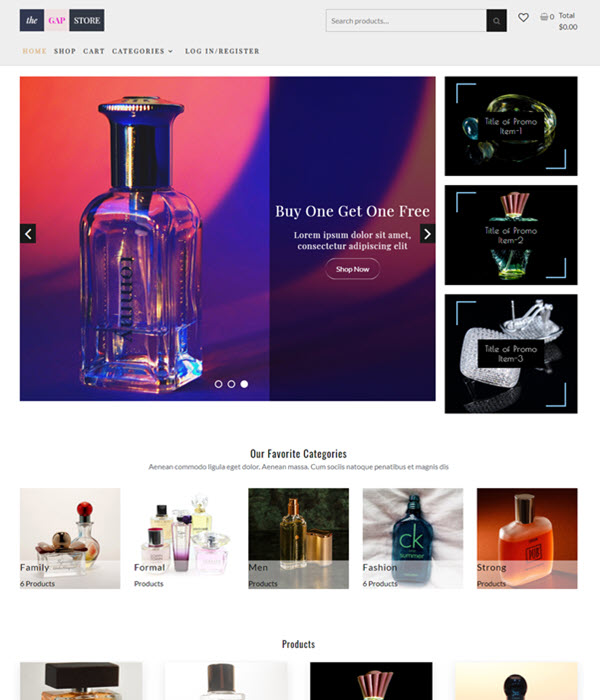 the GAP STORE
Search products...
0
Total
$0.00
HOME SHOP CART CATEGORIES LOG IN/REGISTER
Title of Promo
Item-1
Buy One Get One Free
Lorem ipsum dolor sit amet,
consectetur adipiscing elit
Shop Now
Title of Promo
Item-2
Title of Promo
Item-3
Our Favorite Categories
Aenean commodo ligula eget dolor. Aenean massa. Cum sociis natoque penatibus et magnis dis
Family
6 Products
Formal
Products
Men
Products
ck
Summer
Fashion
Products
Strong
Products
Products